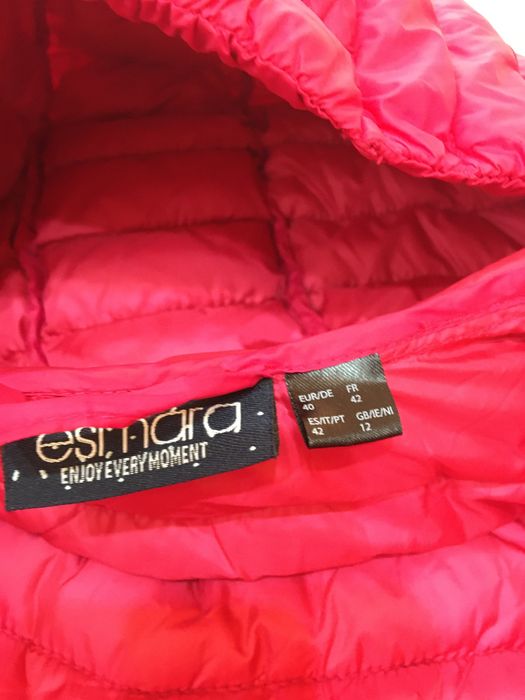 esmara
ENJOY EVERY MOMENT
EUR/DE FR
40 42
ES/IT/PT GB/IE/NI
42 12